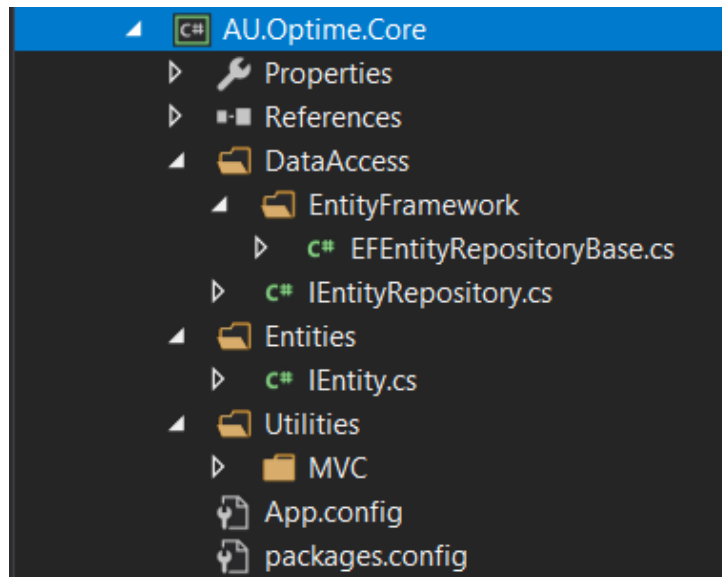 C# AU.Optime.Core
Properties
References
DataAccess
EntityFramework
C# EFEntityRepositoryBase.cs
C# IEntityRepository.cs
Entities
C# IEntity.cs
Utilities
MVC
App.config
packages.config